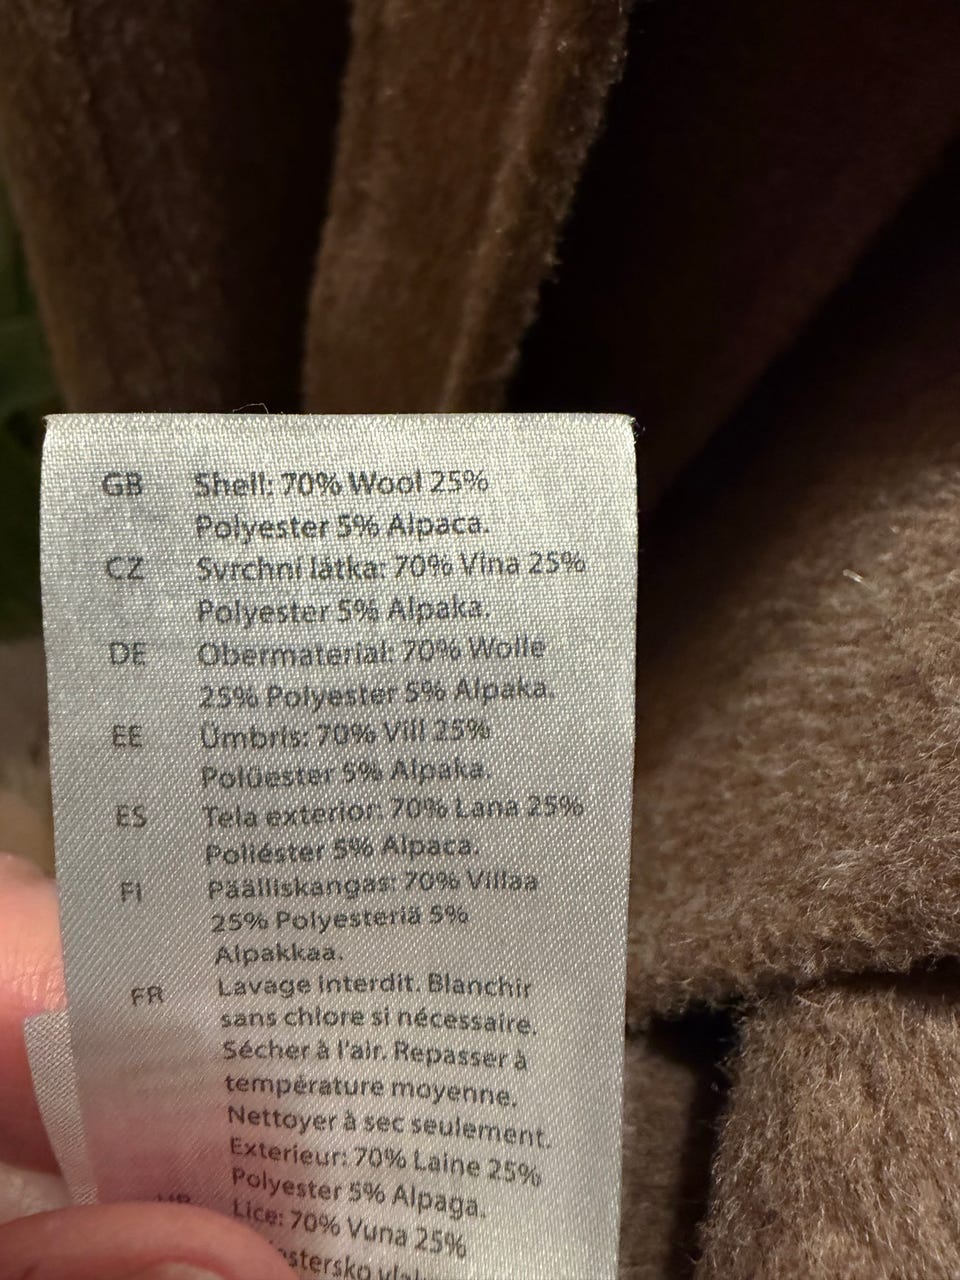 GB Shell: 70% Wool 25%
Polyester 5% Alpaca.
CZ Svrchní látka: 70% Vlna 25%
Polyester 5% Alpaka.
DE Obermaterial: 70% Wolle
25% Polyester 5% Alpaka.
EE Ümbris: 70% Vill 25%
Polüester 5% Alpaka.
ES Tela exterior: 70% Lana 25%
Poliéster 5% Alpaca.
FI Päälliskangas: 70% Villaa
25% Polyesteriä 5%
Alpakkaa.
FR Lavage interdit. Blanchir
sans chlore si nécessaire.
Sécher à l'air. Repasser à
température moyenne.
Nettoyer à sec seulement.
Exterieur: 70% Laine 25%
Polyester 5% Alpaga.
Lice: 70% Vuna 25%